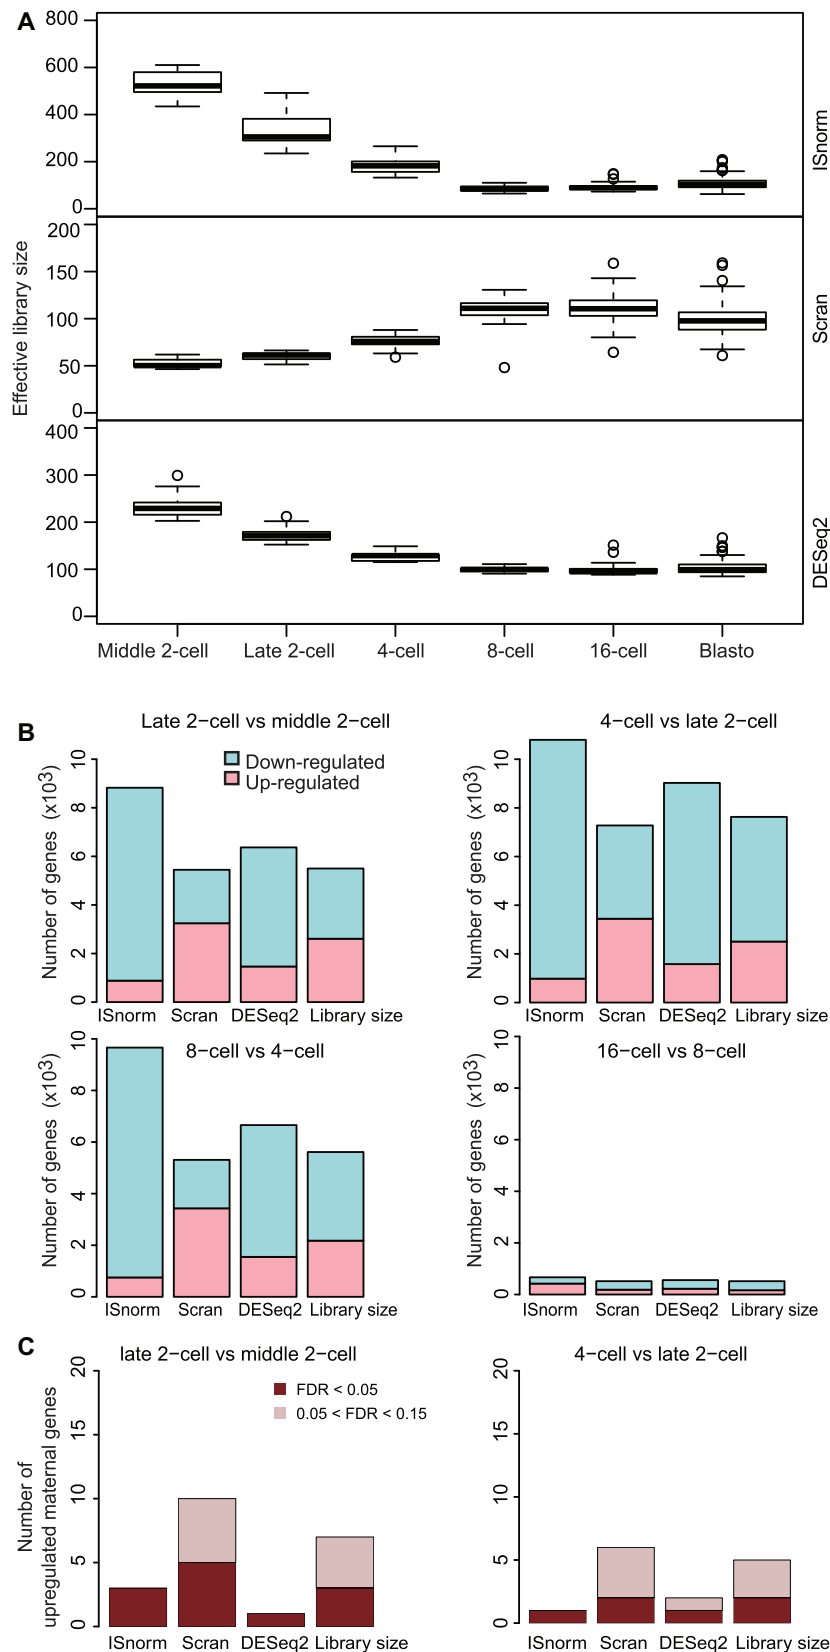 A
Effective library size
800
600
400
200
0
ISnorm
200
150
100
50
0
Scran
400
300
200
100
0
DESeq2
Middle 2-cell Late 2-cell 4-cell 8-cell 16-cell Blasto
B
Late 2−cell vs middle 2−cell
Number of genes (x103)
10
8
6
4
2
0
Down-regulated
Up-regulated
ISnorm Scran DESeq2 Library size
4−cell vs late 2−cell
Number of genes (x103)
10
8
6
4
2
0
ISnorm Scran DESeq2 Library size
8−cell vs 4−cell
Number of genes (x103)
10
8
6
4
2
0
ISnorm Scran DESeq2 Library size
16−cell vs 8−cell
Number of genes (x103)
10
8
6
4
2
0
ISnorm Scran DESeq2 Library size
C
late 2−cell vs middle 2−cell
Number of
upregulated maternal genes
20
15
10
5
0
FDR < 0.05
0.05 < FDR < 0.15
ISnorm Scran DESeq2 Library size
4−cell vs late 2−cell
20
15
10
5
0
ISnorm Scran DESeq2 Library size